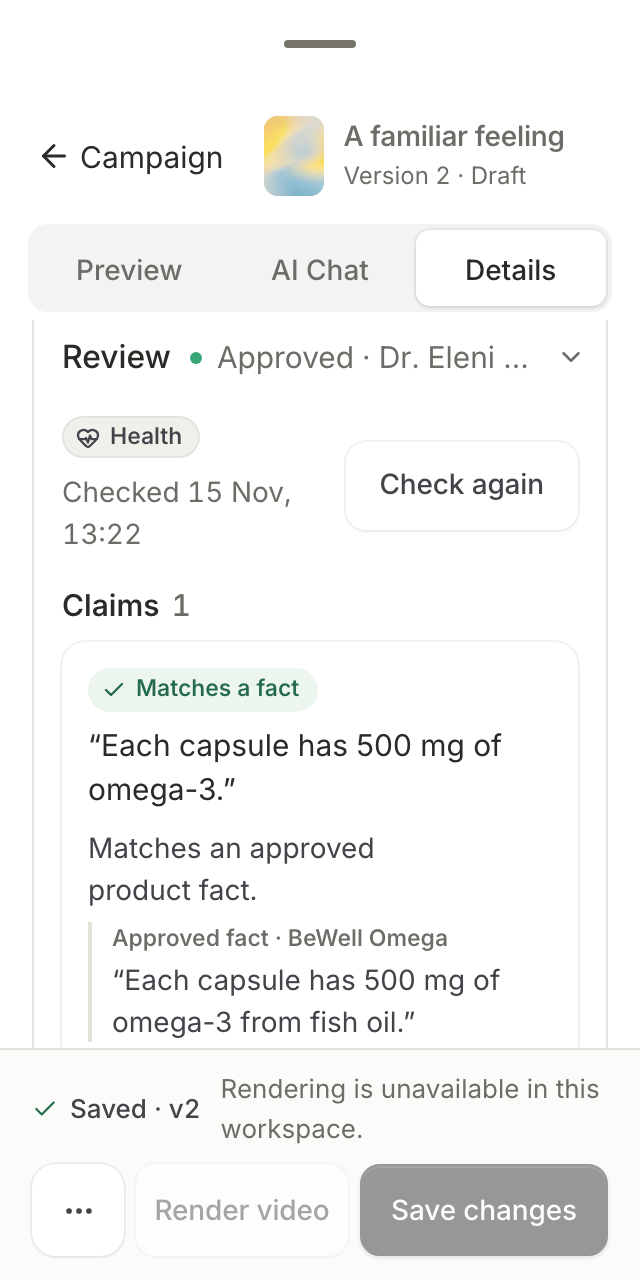 Campaign
A familiar feeling
Version 2 · Draft
Preview
AI Chat
Details
Review
Approved · Dr. Eleni ...
Health
Checked 15 Nov,
13:22
Check again
Claims 1
Matches a fact
“Each capsule has 500 mg of
omega-3.”
Matches an approved
product fact.
Approved fact · BeWell Omega
“Each capsule has 500 mg of
omega-3 from fish oil.”
Saved · v2
Rendering is unavailable in this
workspace.
Render video
Save changes